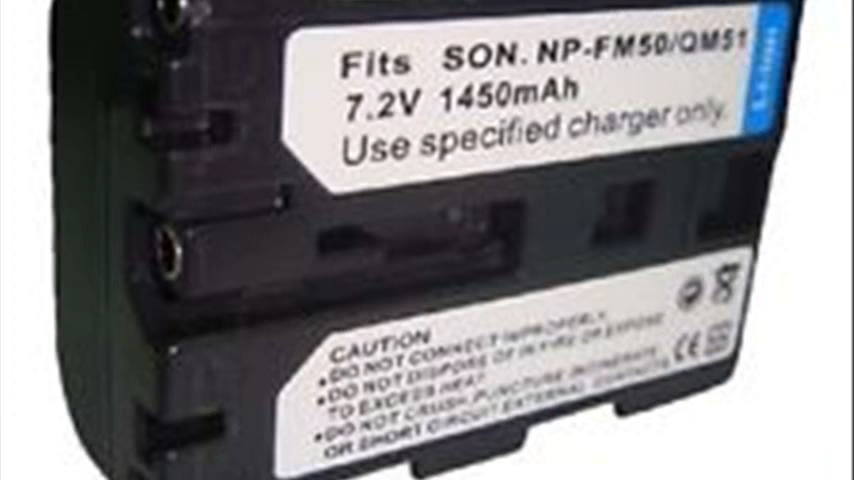 Fits SON. NP-FM50/QM51
7.2V 1450mAh
Use specified charger only.
Li-ion
CAUTION
•DO NOT CONNECT IMPROPERLY.
•DO NOT DISPOSE OF IN FIRE OR EXPOSE
TO EXCESS HEAT
•DO NOT CRUSH, PUNCTURE INCINERATE
OR SHORT CIRCUIT EXTERNAL CONTACTS
CE